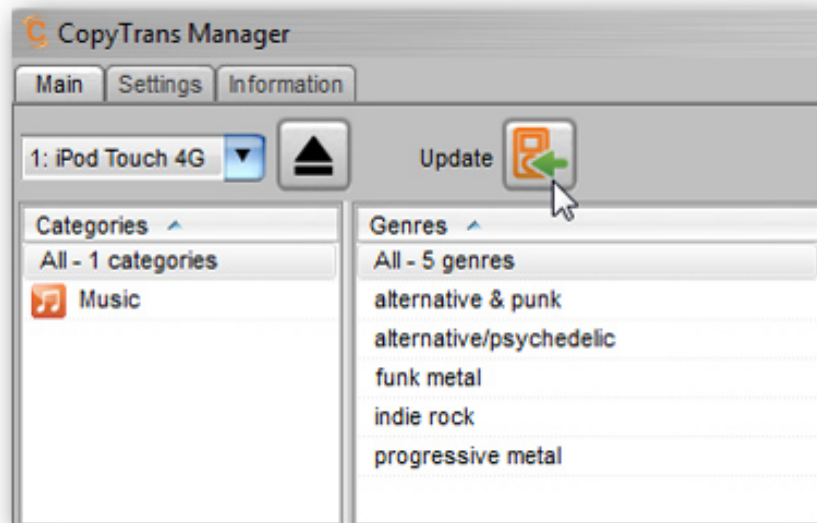 CopyTrans Manager
Main Settings Information
1: iPod Touch 4G Update
Categories Genres
All - 1 categories All - 5 genres
Music alternative & punk
alternative/psychedelic
funk metal
indie rock
progressive metal